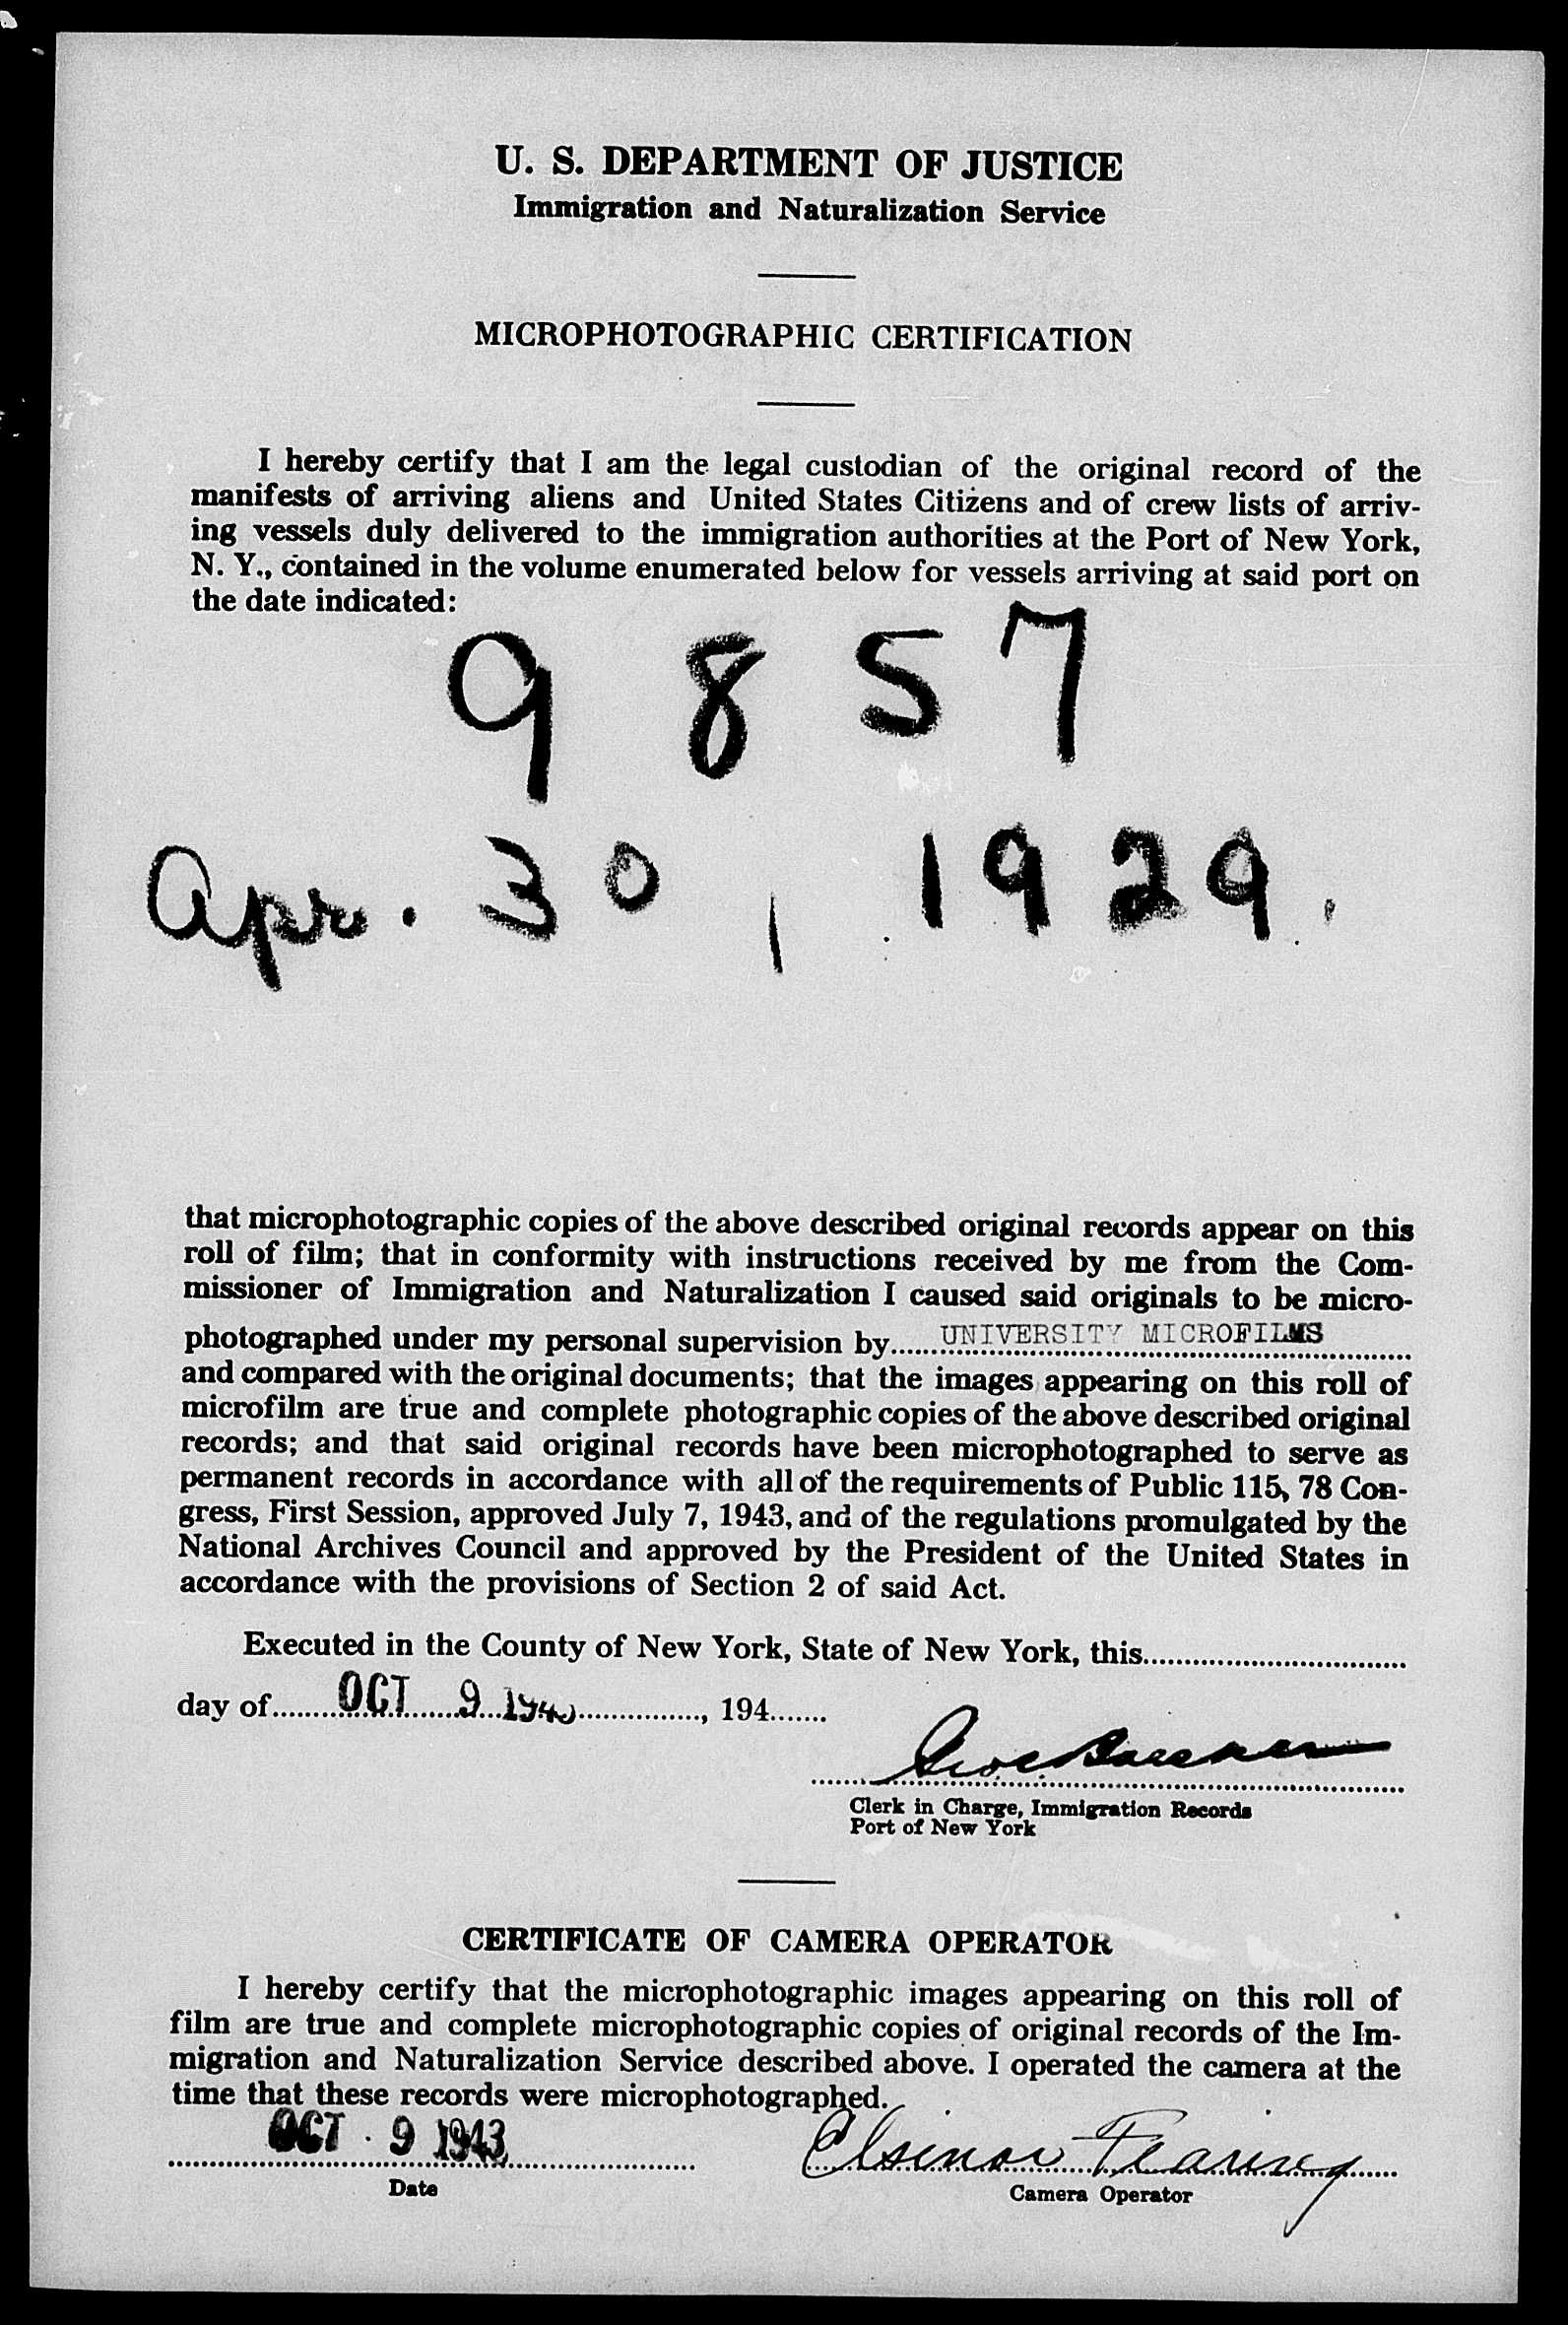 U. S. DEPARTMENT OF JUSTICE
Immigration and Naturalization Service
MICROPHOTOGRAPHIC CERTIFICATION
I hereby certify that I am the legal custodian of the original record of the
manifests of arriving aliens and United States Citizens and of crew lists of arriv-
ing vessels duly delivered to the immigration authorities at the Port of New York,
N. Y., contained in the volume enumerated below for vessels arriving at said port on
the date indicated:
9857
Apr. 30, 1929.
that microphotographic copies of the above described original records appear on this
roll of film; that in conformity with instructions received by me from the Com-
missioner of Immigration and Naturalization I caused said originals to be micro-
photographed under my personal supervision by UNIVERSITY MICROFILMS
and compared with the original documents; that the images appearing on this roll of
microfilm are true and complete photographic copies of the above described original
records; and that said original records have been microphotographed to serve as
permanent records in accordance with all of the requirements of Public 115, 78 Con-
gress, First Session, approved July 7, 1943, and of the regulations promulgated by the
National Archives Council and approved by the President of the United States in
accordance with the provisions of Section 2 of said Act.
Executed in the County of New York, State of New York, this
day of OCT 9 , 194
Clerk in Charge, Immigration Records
Port of New York
CERTIFICATE OF CAMERA OPERATOR
I hereby certify that the microphotographic images appearing on this roll of
film are true and complete microphotographic copies of original records of the Im-
migration and Naturalization Service described above. I operated the camera at the
time that these records were microphotographed.
OCT 9 1943 Elsinor Fearing
Date
Camera Operator